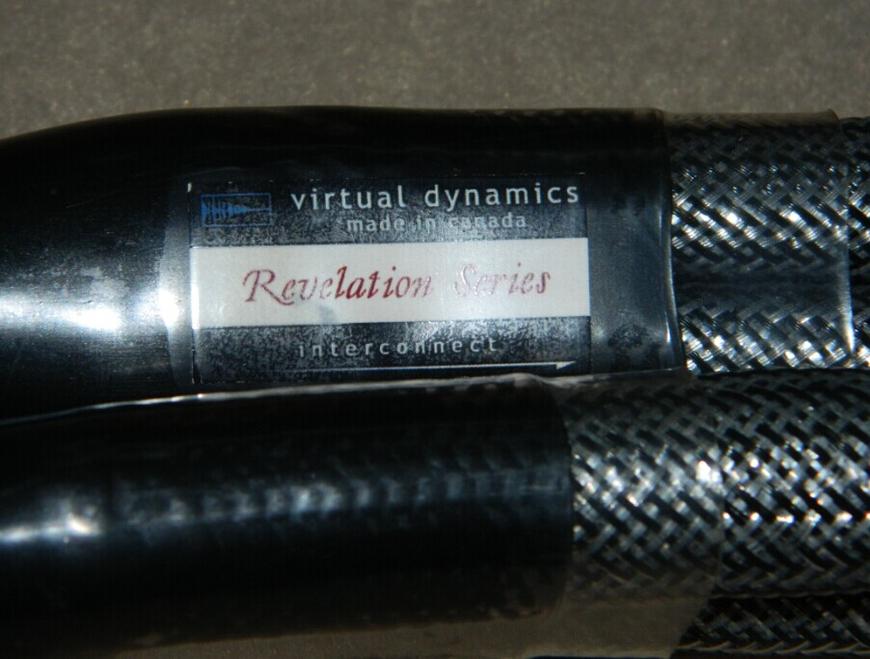 virtual dynamics
made in canada
Revelation Series
interconnect